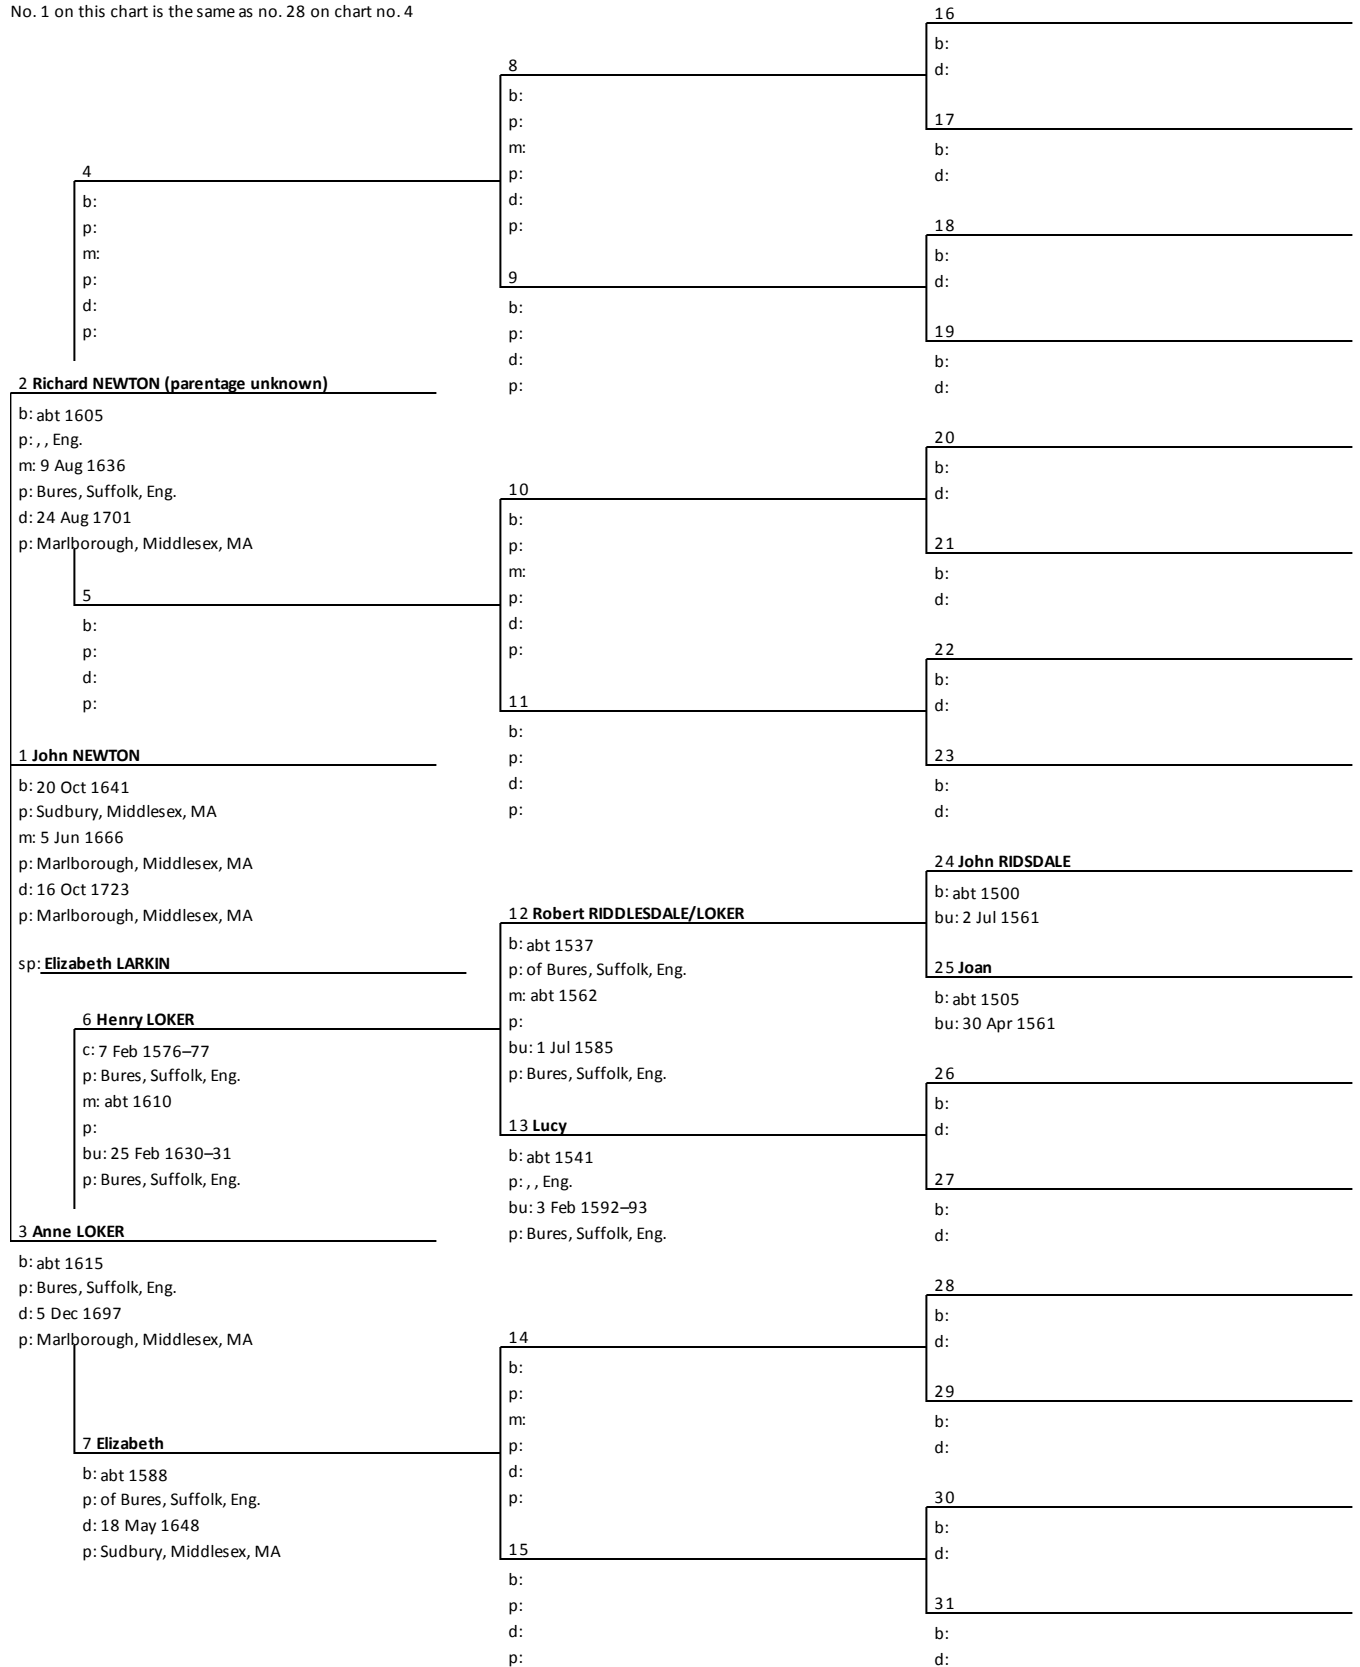 No. 1 on this chart is the same as no. 28 on chart no. 4
4
b:
p:
m:
p:
d:
p:
2 Richard NEWTON (parentage unknown)
b: abt 1605
p: , , Eng.
m: 9 Aug 1636
p: Bures, Suffolk, Eng.
d: 24 Aug 1701
p: Marlborough, Middlesex, MA
5
b:
p:
d:
p:
1 John NEWTON
b: 20 Oct 1641
p: Sudbury, Middlesex, MA
m: 5 Jun 1666
p: Marlborough, Middlesex, MA
d: 16 Oct 1723
p: Marlborough, Middlesex, MA
sp: Elizabeth LARKIN
6 Henry LOKER
c: 7 Feb 1576–77
p: Bures, Suffolk, Eng.
m: abt 1610
p:
bu: 25 Feb 1630–31
p: Bures, Suffolk, Eng.
3 Anne LOKER
b: abt 1615
p: Bures, Suffolk, Eng.
d: 5 Dec 1697
p: Marlborough, Middlesex, MA
7 Elizabeth
b: abt 1588
p: of Bures, Suffolk, Eng.
d: 18 May 1648
p: Sudbury, Middlesex, MA
8
b:
p:
m:
p:
d:
p:
9
b:
p:
d:
p:
10
b:
p:
m:
p:
d:
p:
11
b:
p:
d:
p:
12 Robert RIDDLESDALE/LOKER
b: abt 1537
p: of Bures, Suffolk, Eng.
m: abt 1562
p:
bu: 1 Jul 1585
p: Bures, Suffolk, Eng.
13 Lucy
b: abt 1541
p: , , Eng.
bu: 3 Feb 1592–93
p: Bures, Suffolk, Eng.
14
b:
p:
m:
p:
d:
p:
15
b:
p:
d:
p:
16
b:
d:
17
b:
d:
18
b:
d:
19
b:
d:
20
b:
d:
21
b:
d:
22
b:
d:
23
b:
d:
24 John RIDSDALE
b: abt 1500
bu: 2 Jul 1561
25 Joan
b: abt 1505
bu: 30 Apr 1561
26
b:
d:
27
b:
d:
28
b:
d:
29
b:
d:
30
b:
d:
31
b:
d: